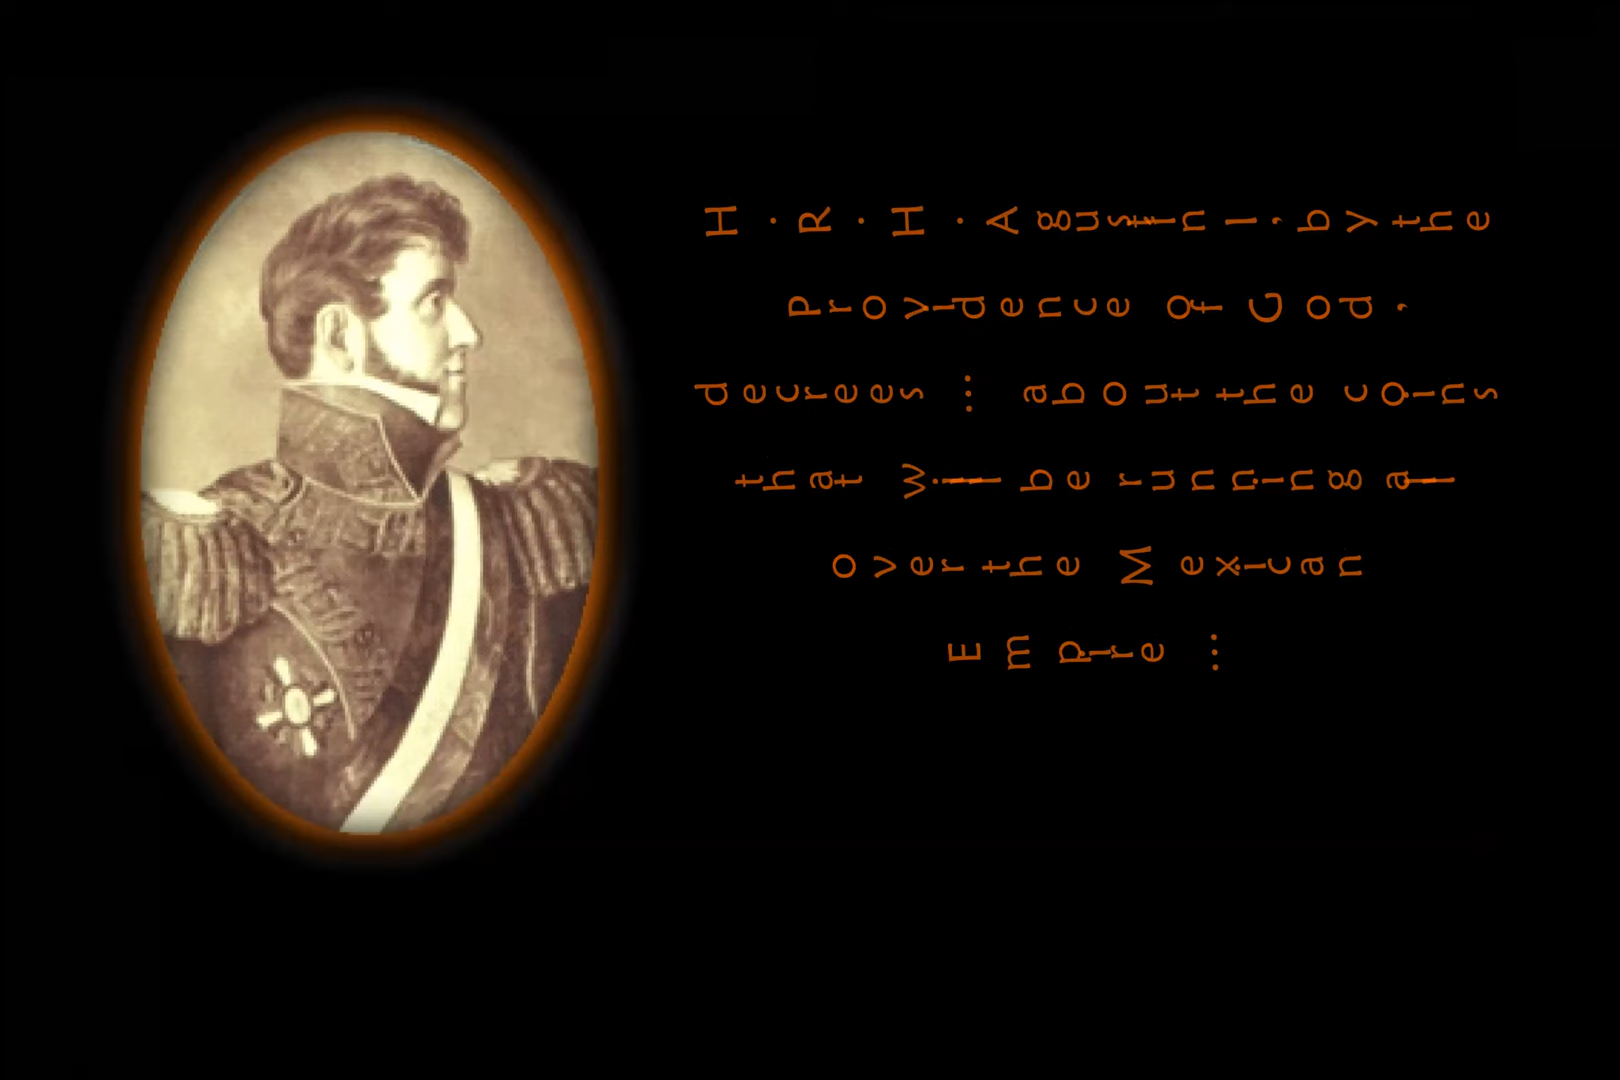 H.R.H. Agustin I, by the
Providence of God,
decrees ... about the coins
that will be running all
over the Mexican
Empire ...